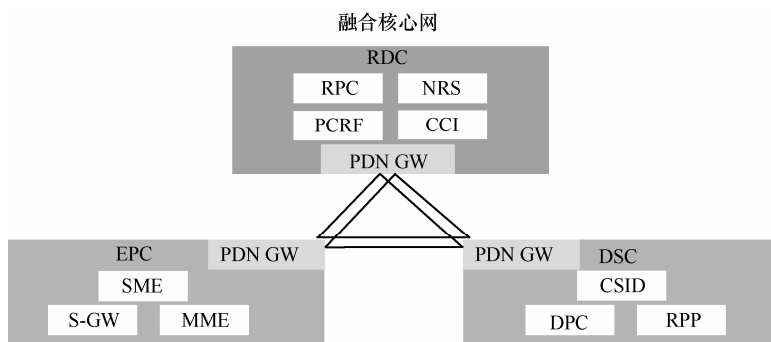 融合核心网
RDC
RPC NRS
PCRF CCI
PDN GW
EPC PDN GW
SME
S-GW MME
PDN GW DSC
CSID
DPC RPP